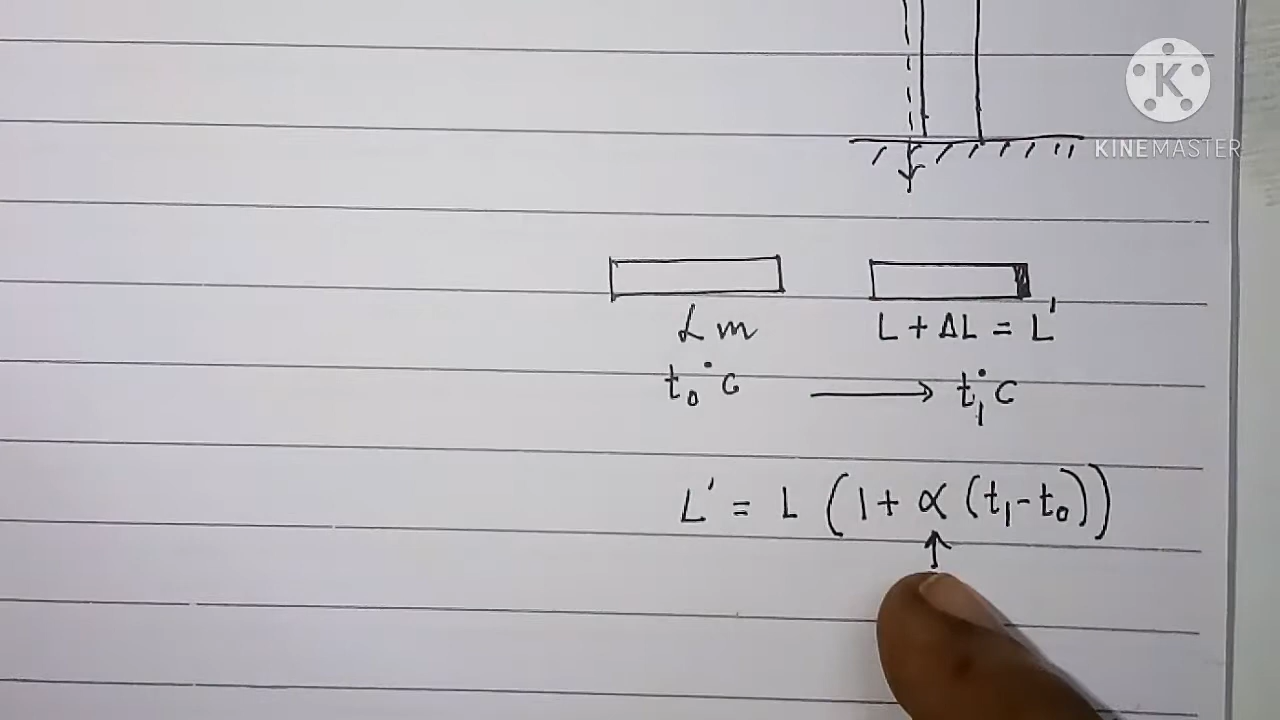 K
KINEMASTER
L m
L + ΔL = L'
t₀°C → t₁°C
L' = L (1 + α (t₁ - t₀))